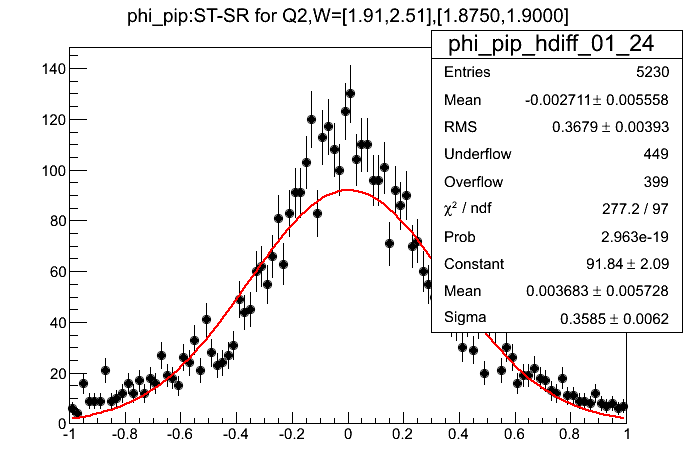 phi_pip:ST-SR for Q2,W=[1.91,2.51],[1.8750,1.9000]
phi_pip_hdiff_01_24
Entries 5230
Mean -0.002711± 0.005558
RMS 0.3679 ± 0.00393
Underflow 449
Overflow 399
χ² / ndf 277.2 / 97
Prob 2.963e-19
Constant 91.84 ± 2.09
Mean 0.003683 ± 0.005728
Sigma 0.3585 ± 0.0062
140
120
100
80
60
40
20
0
-1 -0.8 -0.6 -0.4 -0.2 0 0.2 0.4 0.6 0.8 1